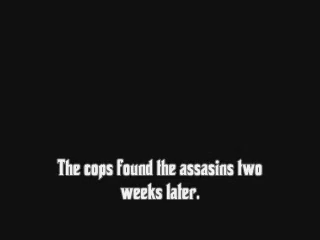 The cops found the assasins two
weeks later.